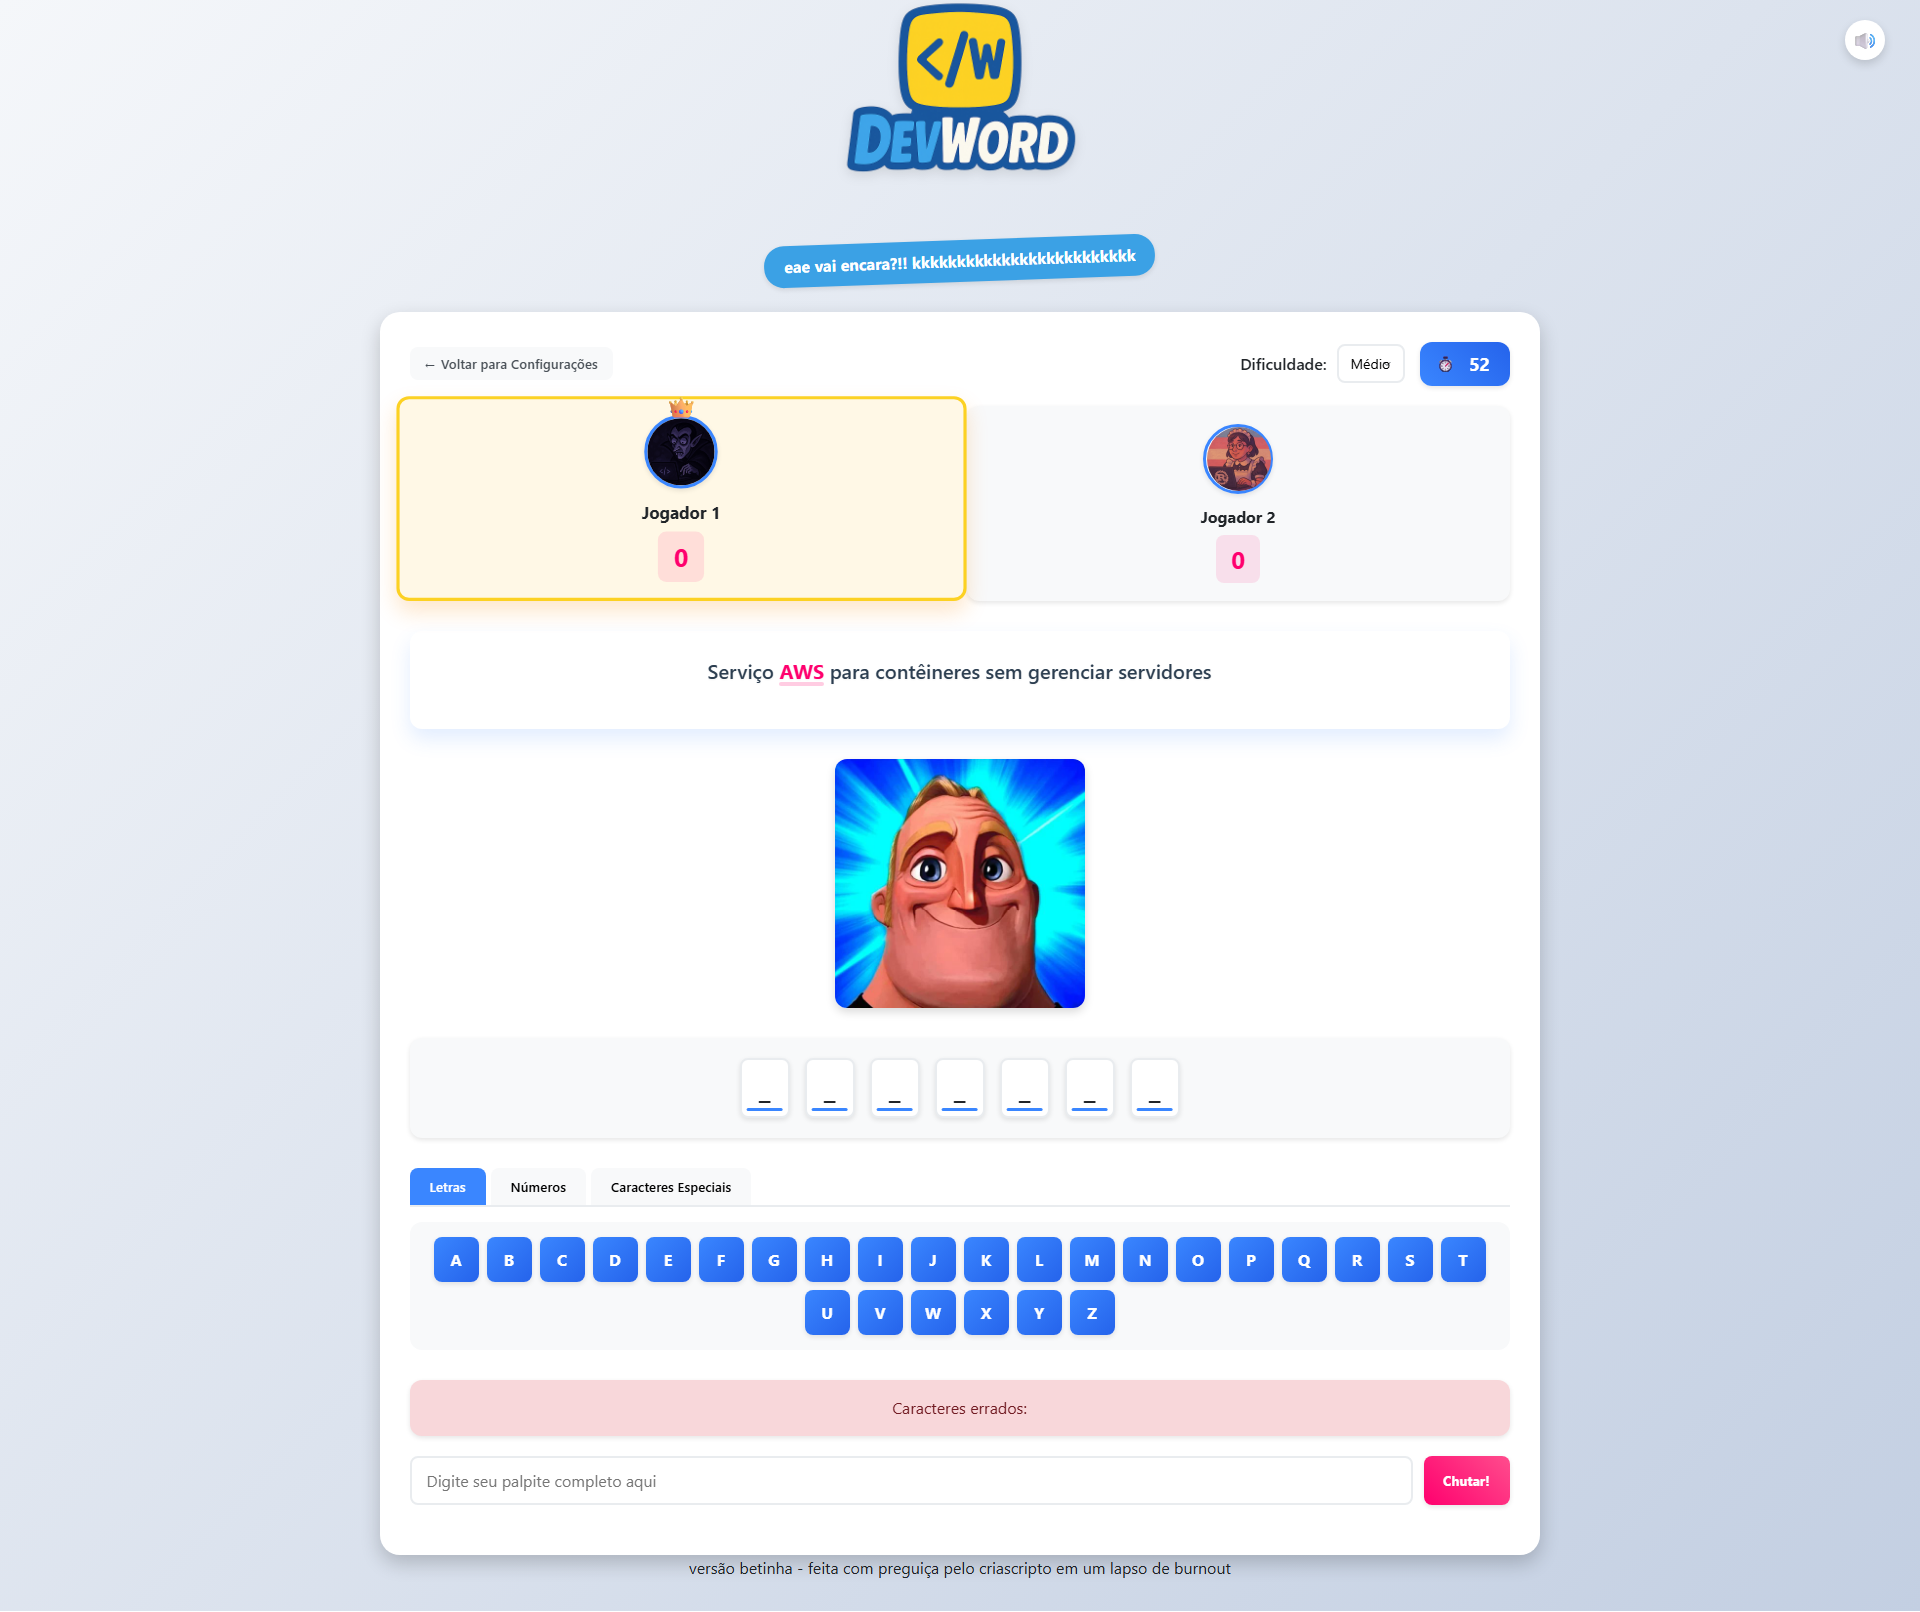 </W
DEVWORD
eae vai encara?!! kkkkkkkkkkkkkkkkkkkkkkkkk
← Voltar para Configurações
Dificuldade:
Médio
52
Jogador 1
0
Jogador 2
0
Serviço AWS para contêineres sem gerenciar servidores
_ _ _ _ _ _ _
Letras
Números
Caracteres Especiais
A B C D E F G H I J K L M N O P Q R S T
U V W X Y Z
Caracteres errados:
Digite seu palpite completo aqui
Chutar!
versão betinha - feita com preguiça pelo criascripto em um lapso de burnout